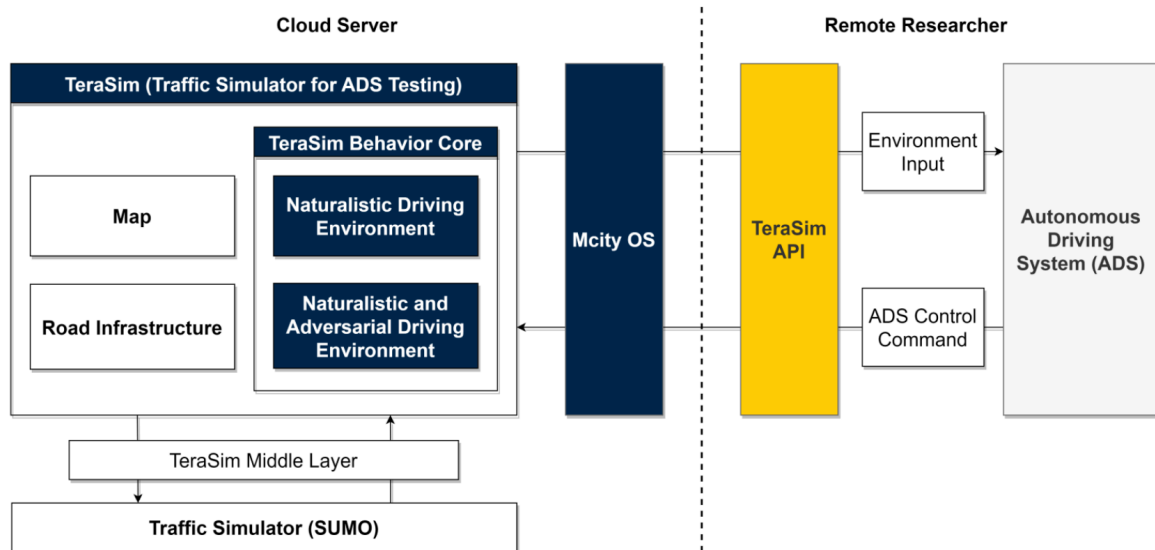 Cloud Server
Remote Researcher
TeraSim (Traffic Simulator for ADS Testing)
TeraSim Behavior Core
Map
Naturalistic Driving
Environment
Road Infrastructure
Naturalistic and
Adversarial Driving
Environment
Mcity OS
TeraSim
API
Environment
Input
ADS Control
Command
Autonomous
Driving
System (ADS)
TeraSim Middle Layer
Traffic Simulator (SUMO)